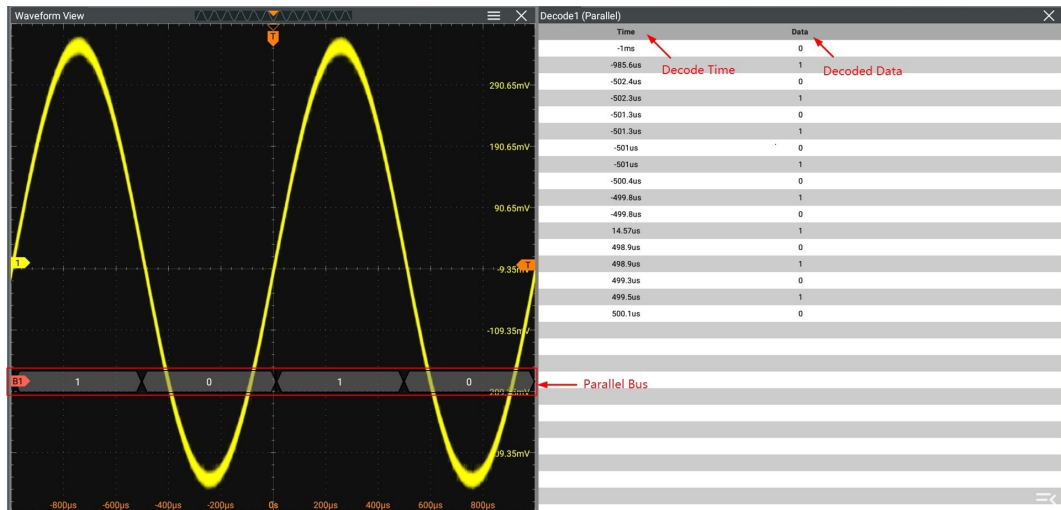 Waveform View
T
290.65mV
190.65mV
90.65mV
1
-9.35mV
T
-109.35mV
B1 1 0 1 0
-800µs -600µs -400µs -200µs 0s 200µs 400µs 600µs 800µs
Decode1 (Parallel)
Time Data
-1ms 0
-985.6us 1
-502.4us 0
-502.3us 1
-501.3us 0
-501.3us 1
-501us 0
-501us 1
-500.4us 0
-499.8us 1
-499.8us 0
14.57us 1
498.9us 0
498.9us 1
499.3us 0
499.5us 1
500.1us 0
Decode Time
Decoded Data
Parallel Bus